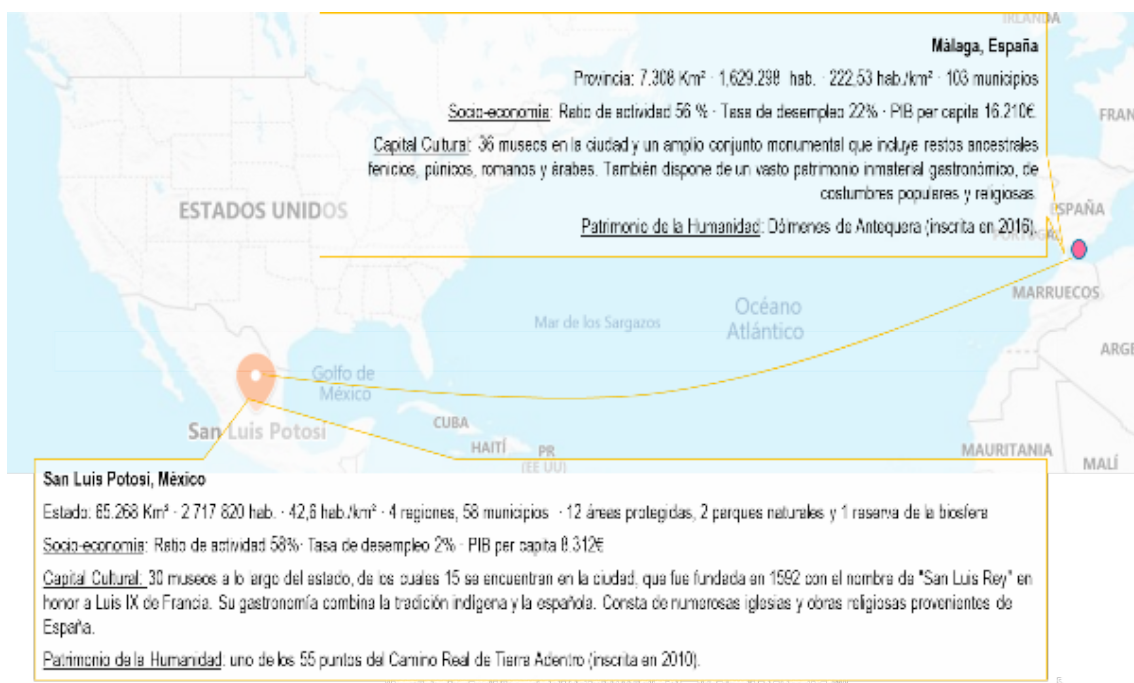 IRLANDA
Málaga, España
Provincia: 7.308 Km² · 1,629.298 hab. · 222,53 hab./km² · 103 municipios
Socio-economía: Ratio de actividad 56 % · Tasa de desempleo 22% · PIB per capita 16.210€.
FRAN
Capital Cultural: 36 museos en la ciudad y un amplio conjunto monumental que incluye restos ancestrales
fenicios, púnicos, romanos y árabes. También dispone de un vasto patrimonio inmaterial gastronómico, de
costumbres populares y religiosas.
ESTADOS UNIDOS
ESPAÑA
Patrimonio de la Humanidad: Dólmenes de Antequera (inscrita en 2016).
PORTUGAL
MARRUECOS
Océano
Atlántico
Mar de los Sargazos
ARGE
Golfo de
México
San Luis Potosí
CUBA
HAITÍ
PR
(EE UU)
MAURITANIA
MALÍ
San Luis Potosí, México
Estado: 65.268 Km² · 2 717 820 hab. · 42,6 hab./km² · 4 regiones, 58 municipios · 12 áreas protegidas, 2 parques naturales y 1 reserva de la biosfera
Socio-economía: Ratio de actividad 58%· Tasa de desempleo 2% · PIB per capita 8.312€
Capital Cultural: 30 museos a lo largo del estado, de los cuales 15 se encuentran en la ciudad, que fue fundada en 1592 con el nombre de "San Luis Rey" en
honor a Luis IX de Francia. Su gastronomía combina la tradición indígena y la española. Consta de numerosas iglesias y obras religiosas provenientes de
España.
Patrimonio de la Humanidad: uno de los 55 puntos del Camino Real de Tierra Adentro (inscrita en 2010).